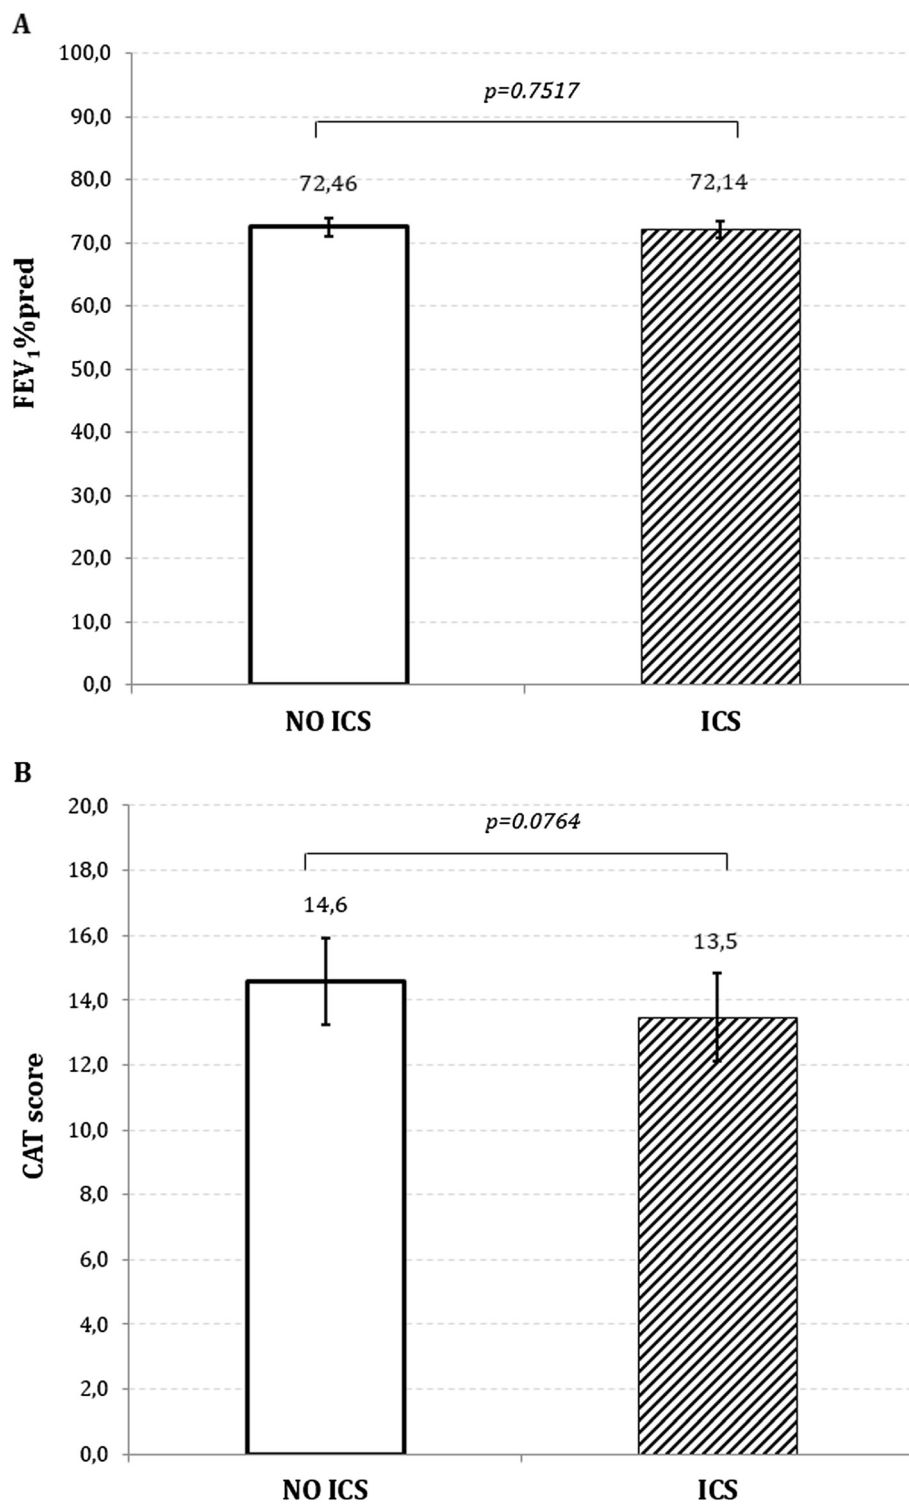 A
100,0
p=0.7517
90,0
80,0
72,46
72,14
70,0
60,0
FEV₁%pred
50,0
40,0
30,0
20,0
10,0
0,0
NO ICS
ICS
B
20,0
p=0.0764
18,0
14,6
16,0
13,5
14,0
12,0
CAT score
10,0
8,0
6,0
4,0
2,0
0,0
NO ICS
ICS